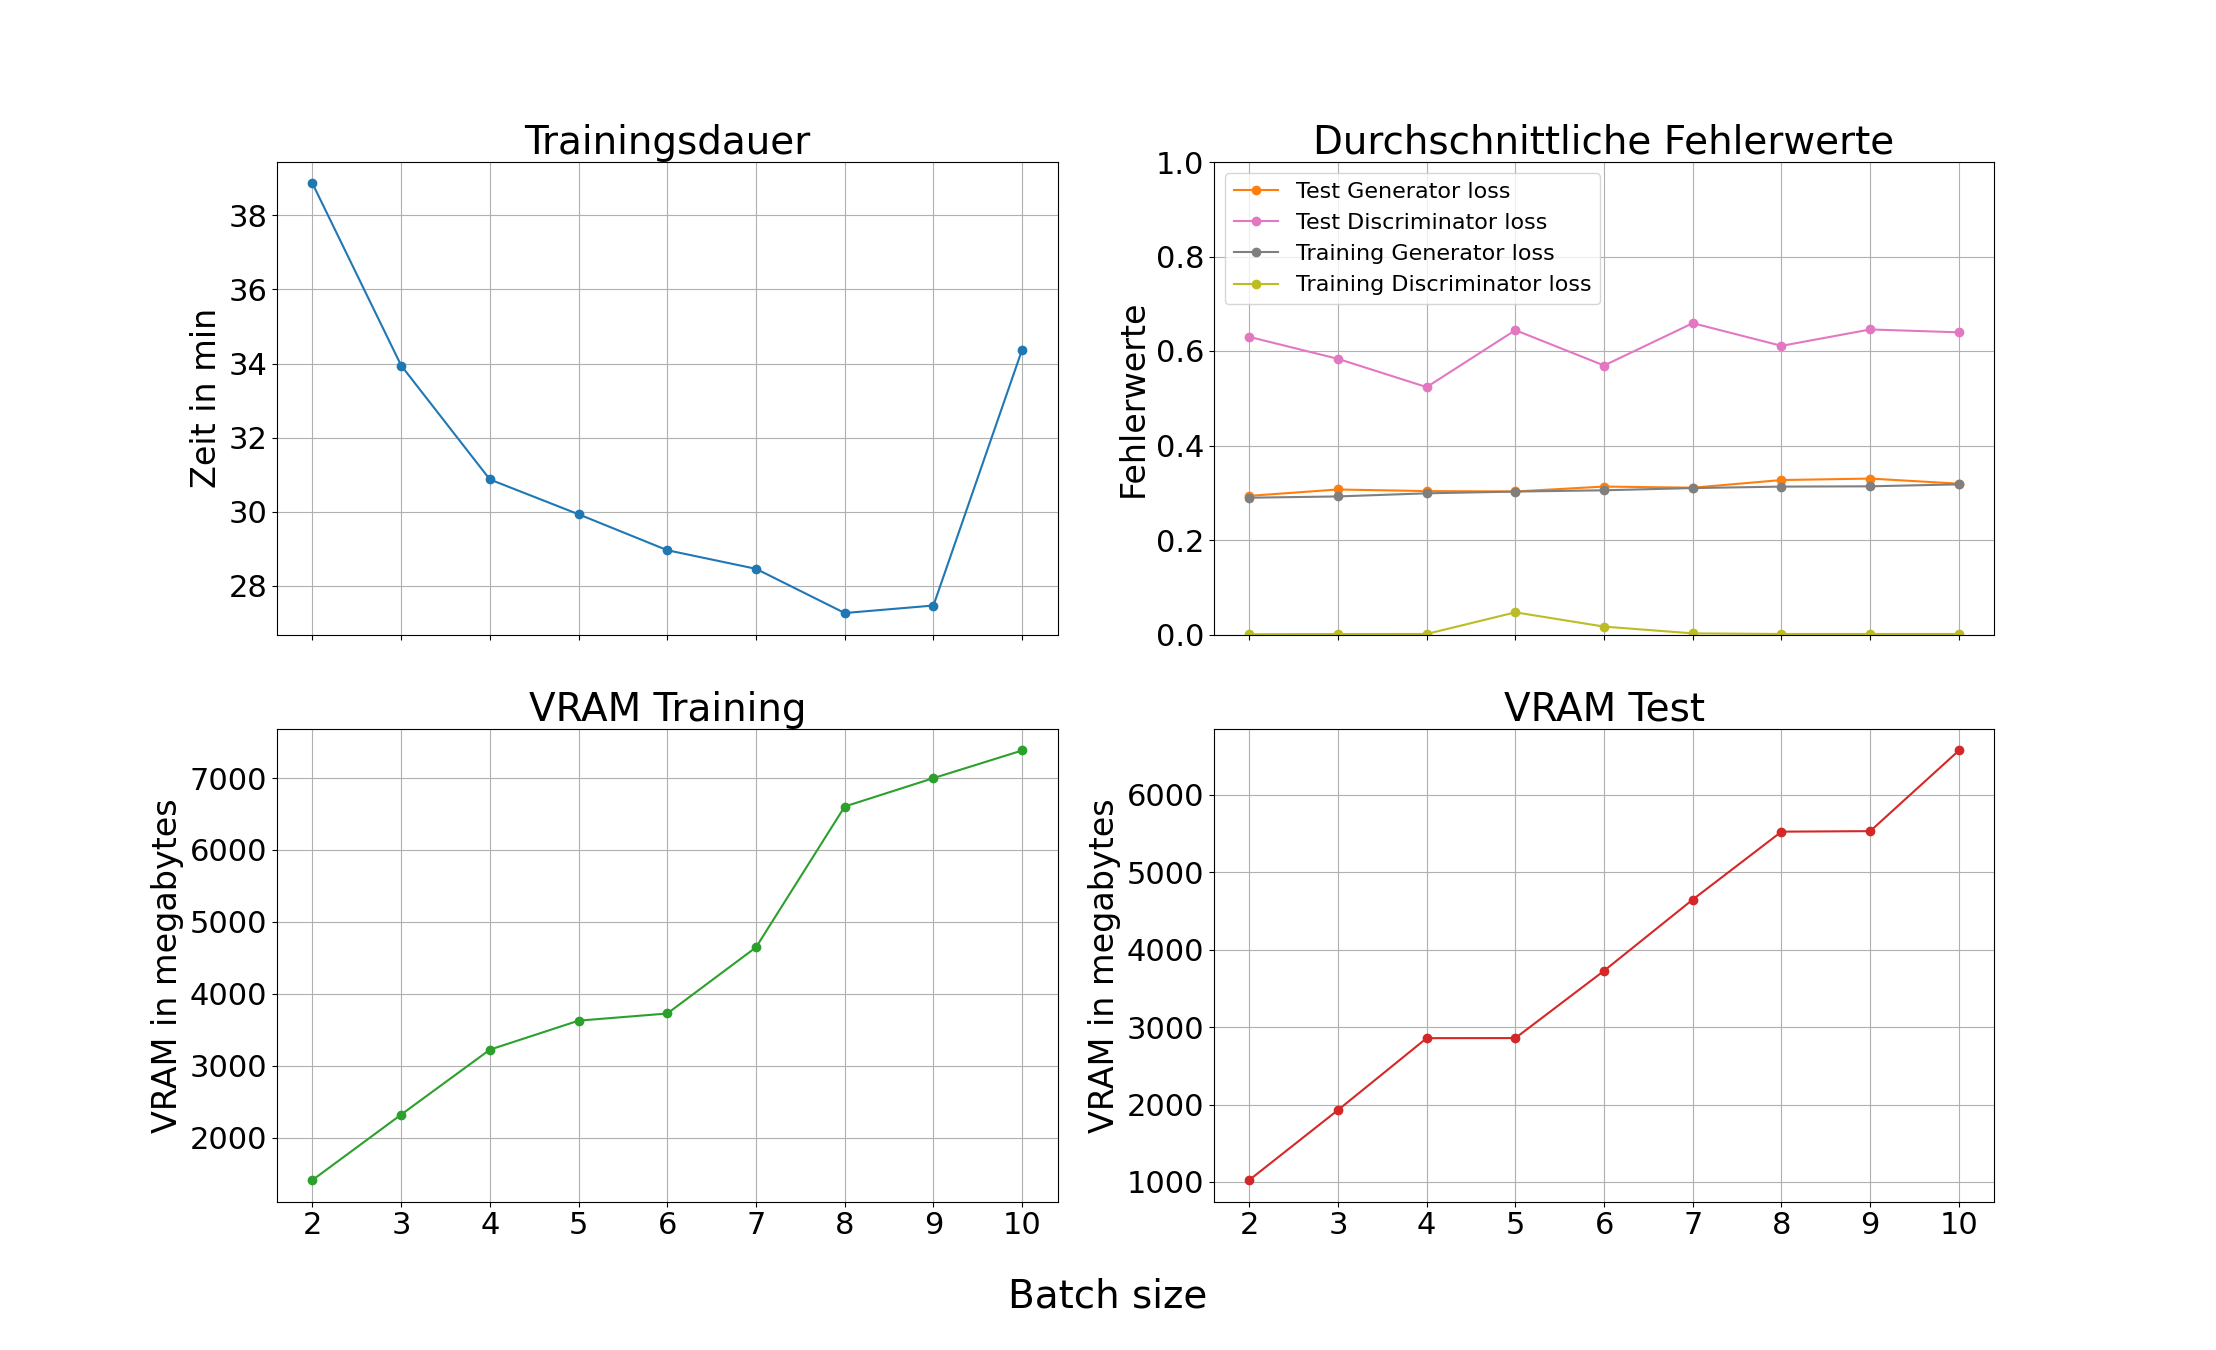 Trainingsdauer
Zeit in min
38
36
34
32
30
28
Durchschnittliche Fehlerwerte
Fehlerwerte
1.0
0.8
0.6
0.4
0.2
0.0
Test Generator loss
Test Discriminator loss
Training Generator loss
Training Discriminator loss
VRAM Training
VRAM in megabytes
7000
6000
5000
4000
3000
2000
2 3 4 5 6 7 8 9 10
VRAM Test
VRAM in megabytes
6000
5000
4000
3000
2000
1000
2 3 4 5 6 7 8 9 10
Batch size